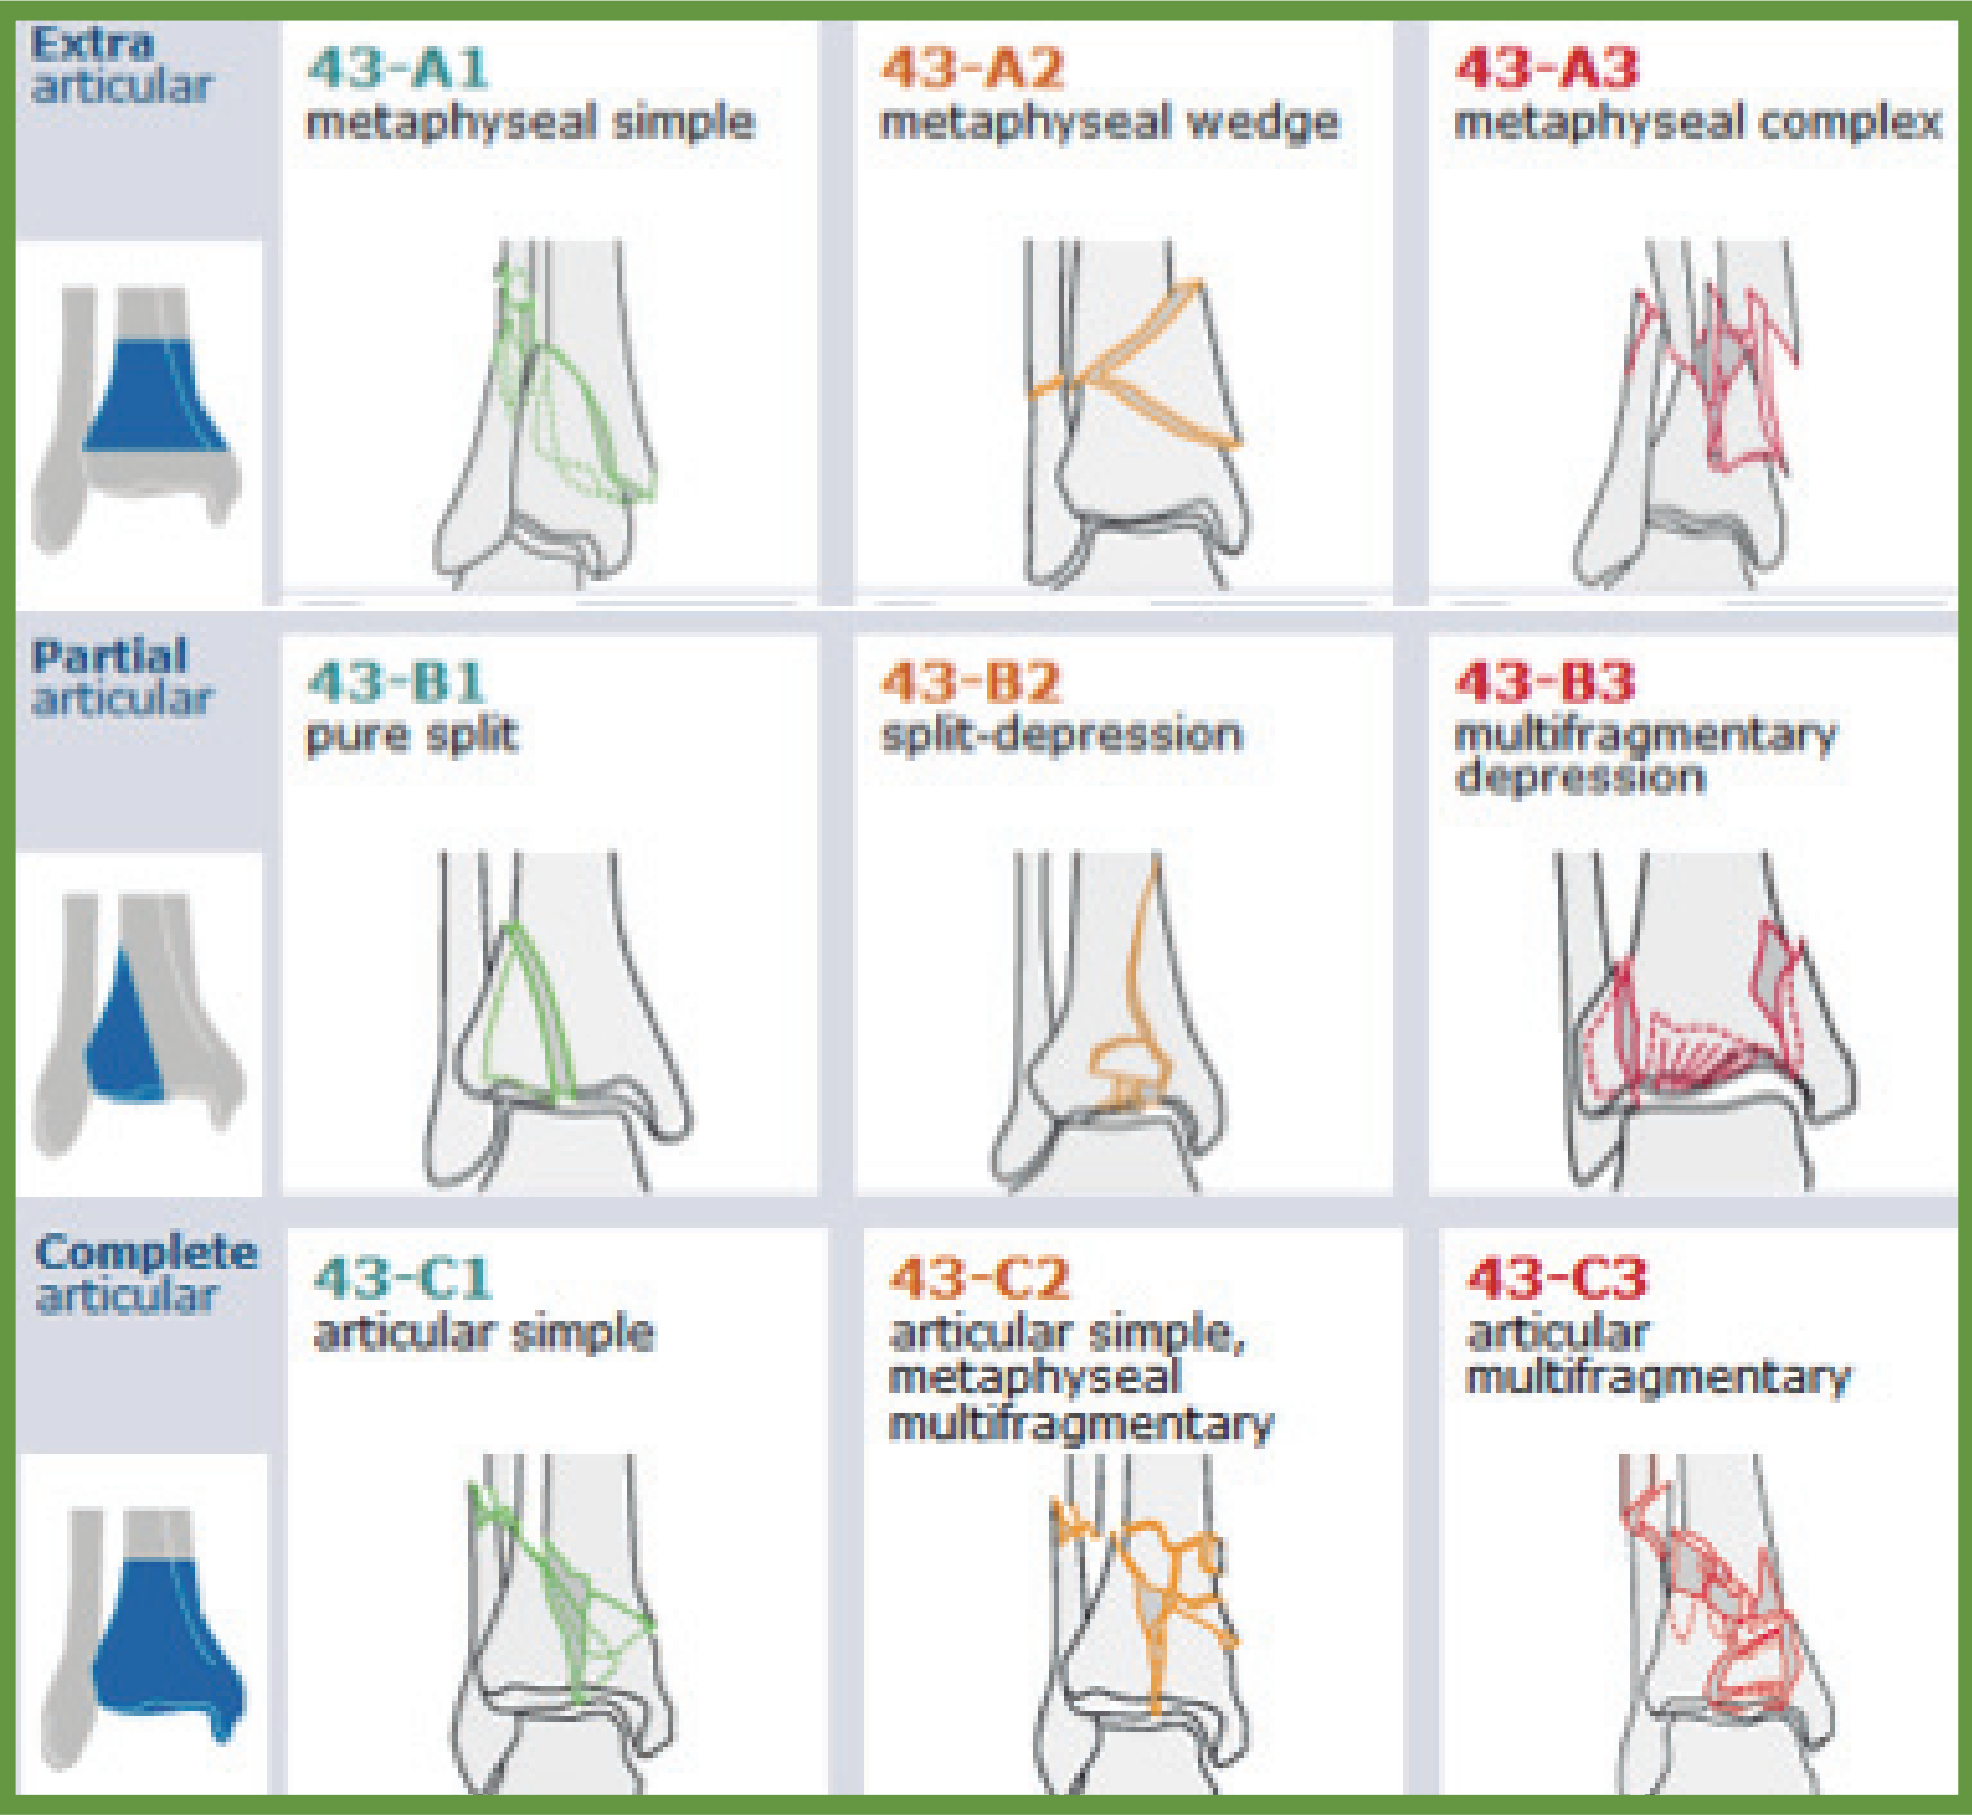 Extra
articular
43-A1
metaphyseal simple
43-A2
metaphyseal wedge
43-A3
metaphyseal complex
Partial
articular
43-B1
pure split
43-B2
split-depression
43-B3
multifragmentary
depression
Complete
articular
43-C1
articular simple
43-C2
articular simple,
metaphyseal
multifragmentary
43-C3
articular
multifragmentary